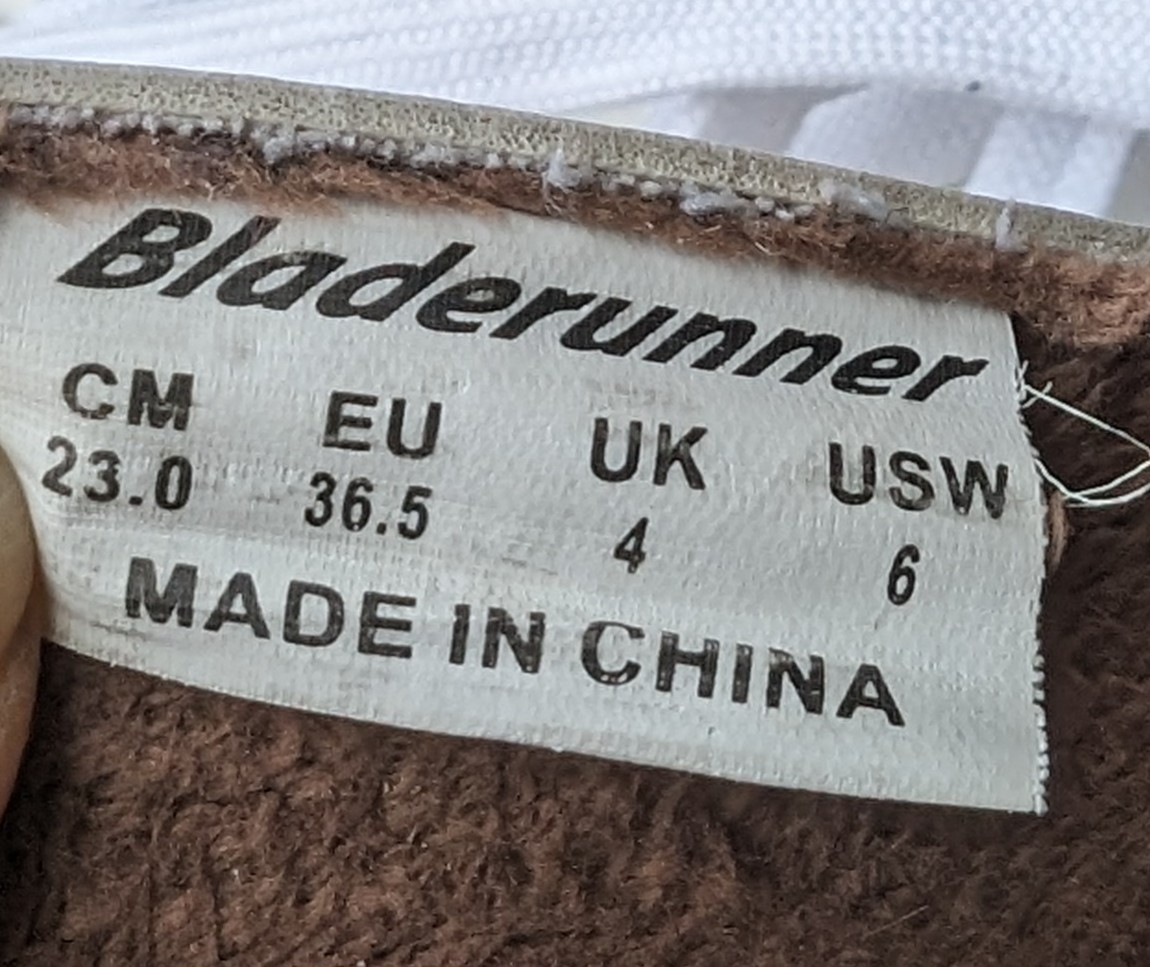 Bladerunner
CM EU UK USW
23.0 36.5 4 6
MADE IN CHINA